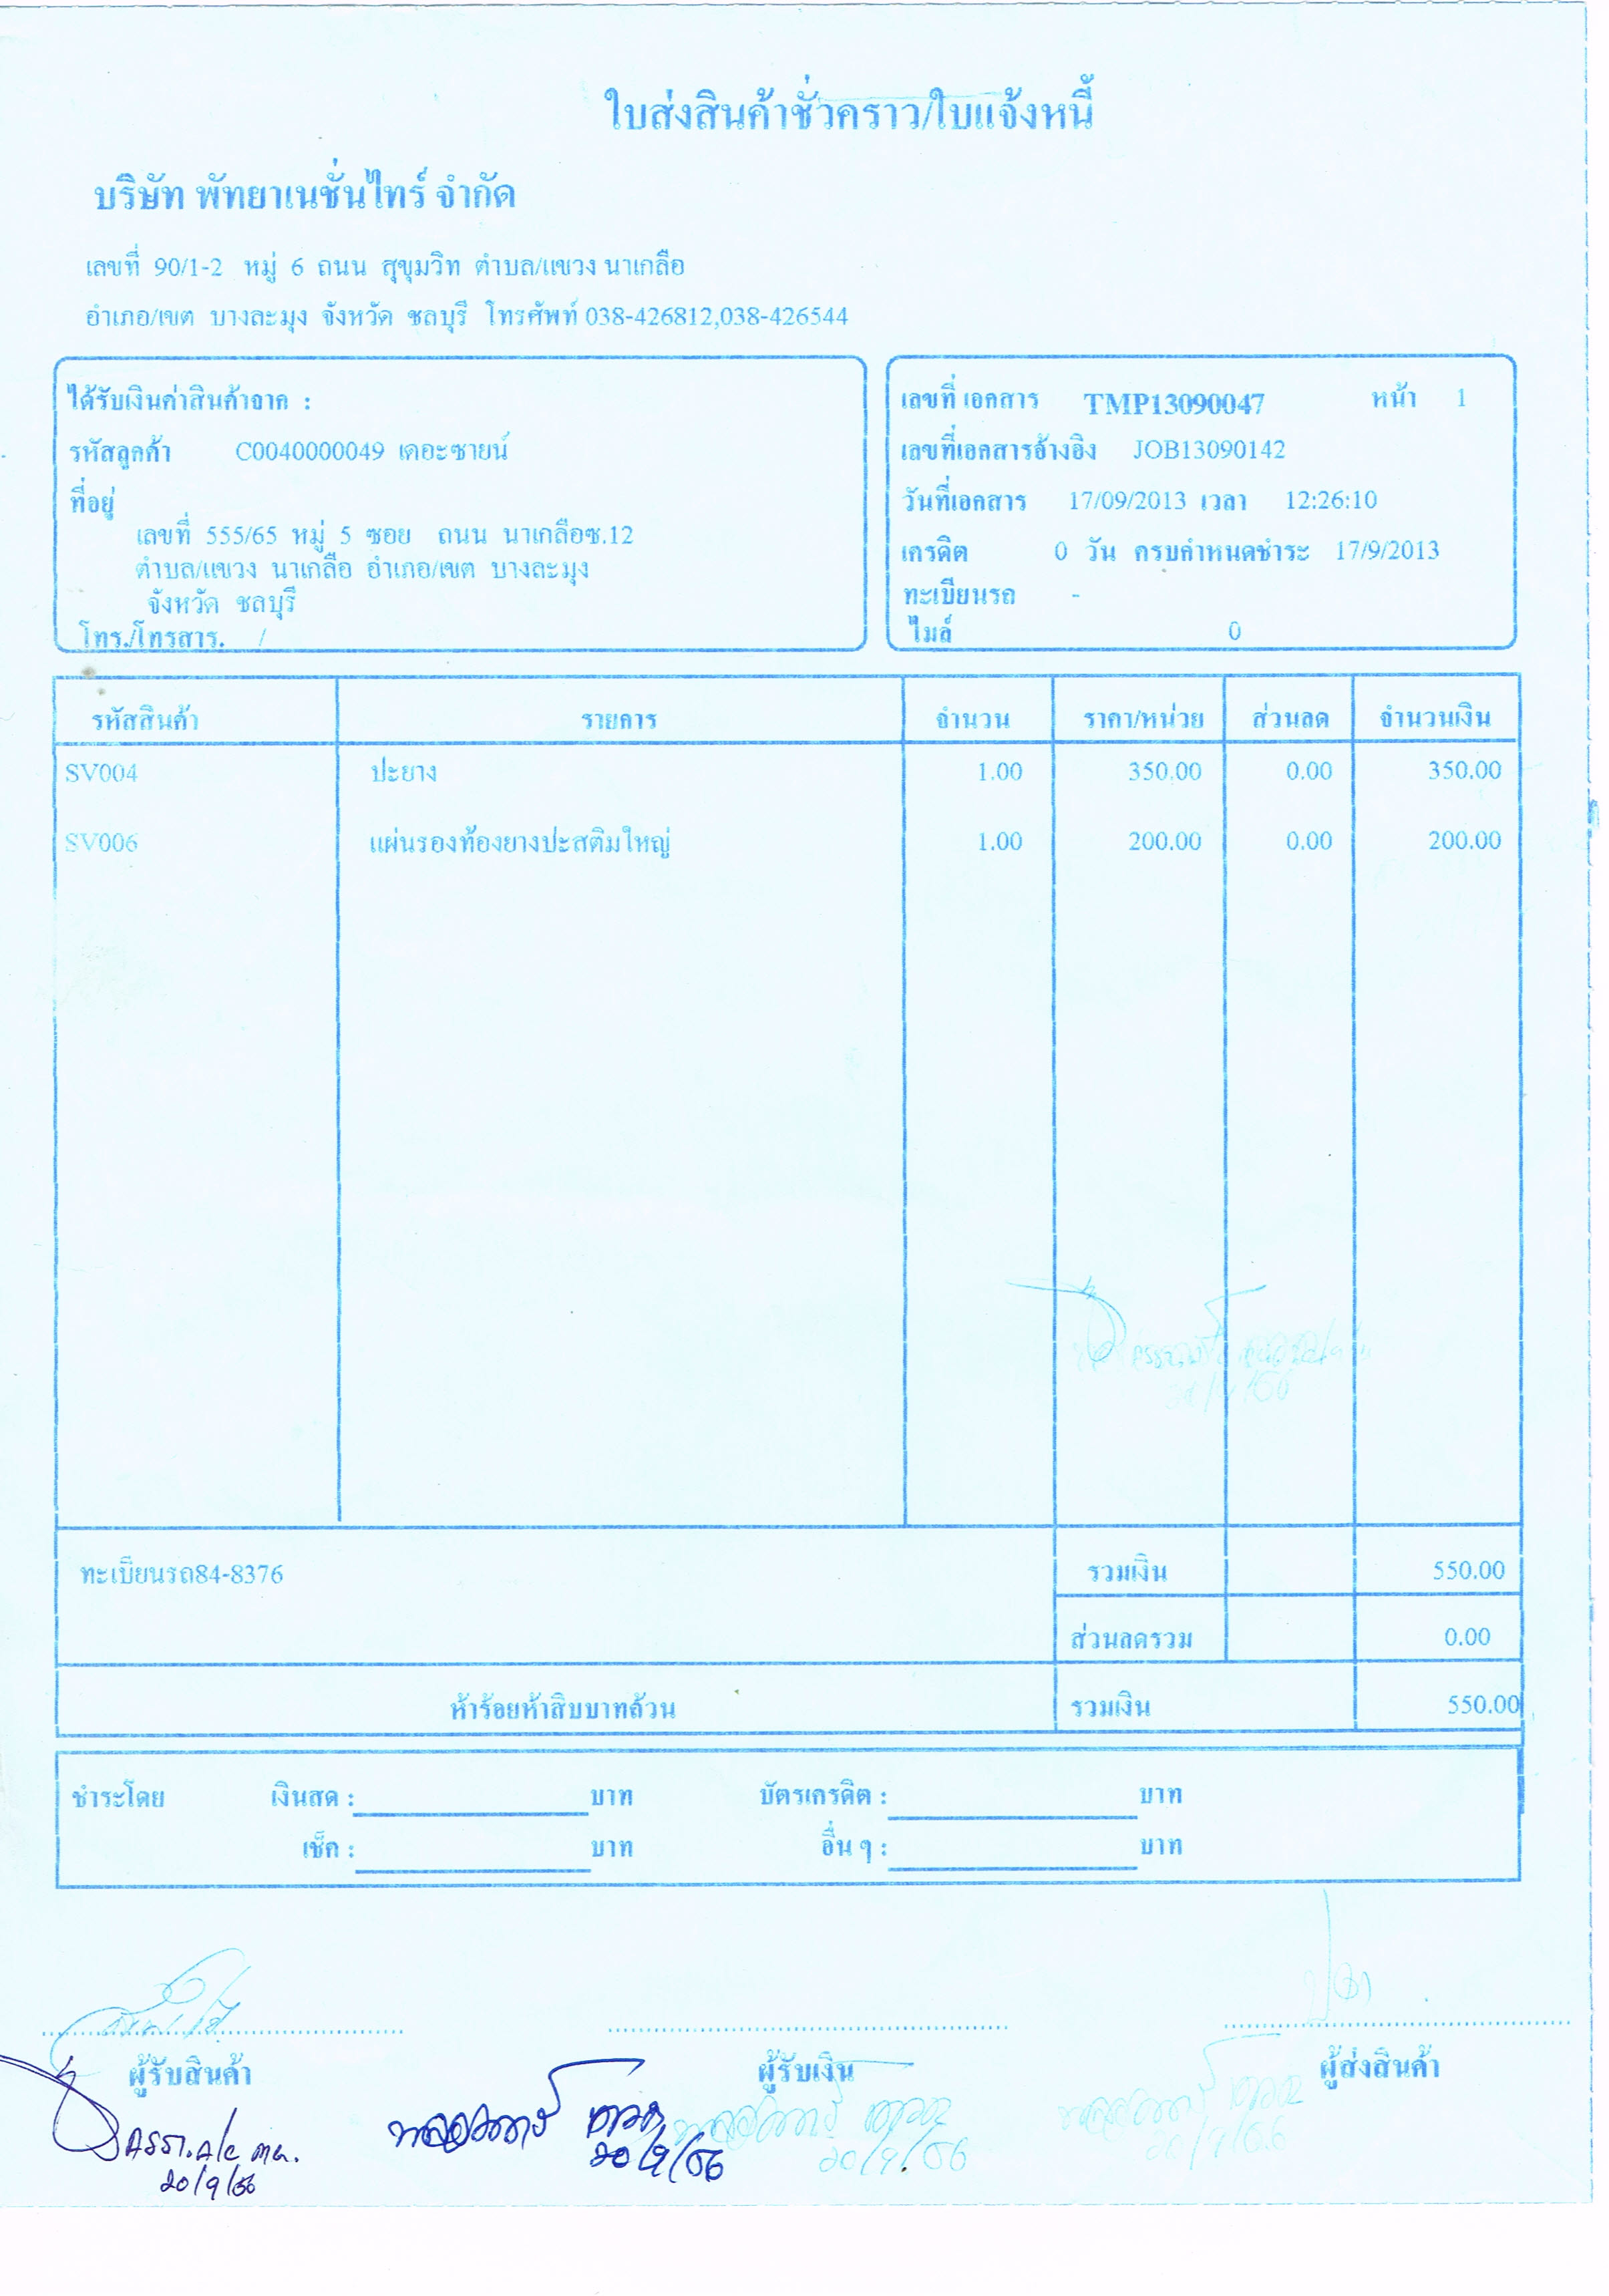 ใบส่งสินค้าชั่วคราว/ใบแจ้งหนี้
บริษัท พัทยาเนชั่นไทร์ จำกัด
เลขที่ 90/1-2 หมู่ 6 ถนน สุขุมวิท ตำบล/แขวง นาเกลือ
อำเภอ/เขต บางละมุง จังหวัด ชลบุรี โทรศัพท์ 038-426812,038-426544
ได้รับเงินค่าสินค้าจาก :
รหัสลูกค้า C0040000049 เดอะซายน์
ที่อยู่
เลขที่ 555/65 หมู่ 5 ซอย ถนน นาเกลือซ.12
ตำบล/แขวง นาเกลือ อำเภอ/เขต บางละมุง
จังหวัด ชลบุรี
โทร./โทรสาร. /
เลขที่ เอกสาร TMP13090047 หน้า 1
เลขที่เอกสารอ้างอิง JOB13090142
วันที่เอกสาร 17/09/2013 เวลา 12:26:10
เครดิต 0 วัน ครบกำหนดชำระ 17/9/2013
ทะเบียนรถ -
ไมล์ 0
รหัสสินค้า รายการ จำนวน ราคา/หน่วย ส่วนลด จำนวนเงิน
SV004 ปะยาง 1.00 350.00 0.00 350.00
SV006 แผ่นรองท้องยางปะสติมใหญ่ 1.00 200.00 0.00 200.00
ทะเบียนรถ84-8376 รวมเงิน 550.00
ส่วนลดรวม 0.00
ห้าร้อยห้าสิบบาทถ้วน รวมเงิน 550.00
ชำระโดย เงินสด : บาท บัตรเครดิต : บาท
เช็ค : บาท อื่น ๆ : บาท
ผู้รับสินค้า ผู้รับเงิน ผู้ส่งสินค้า
20/9/56 20/9/56 20/9/56